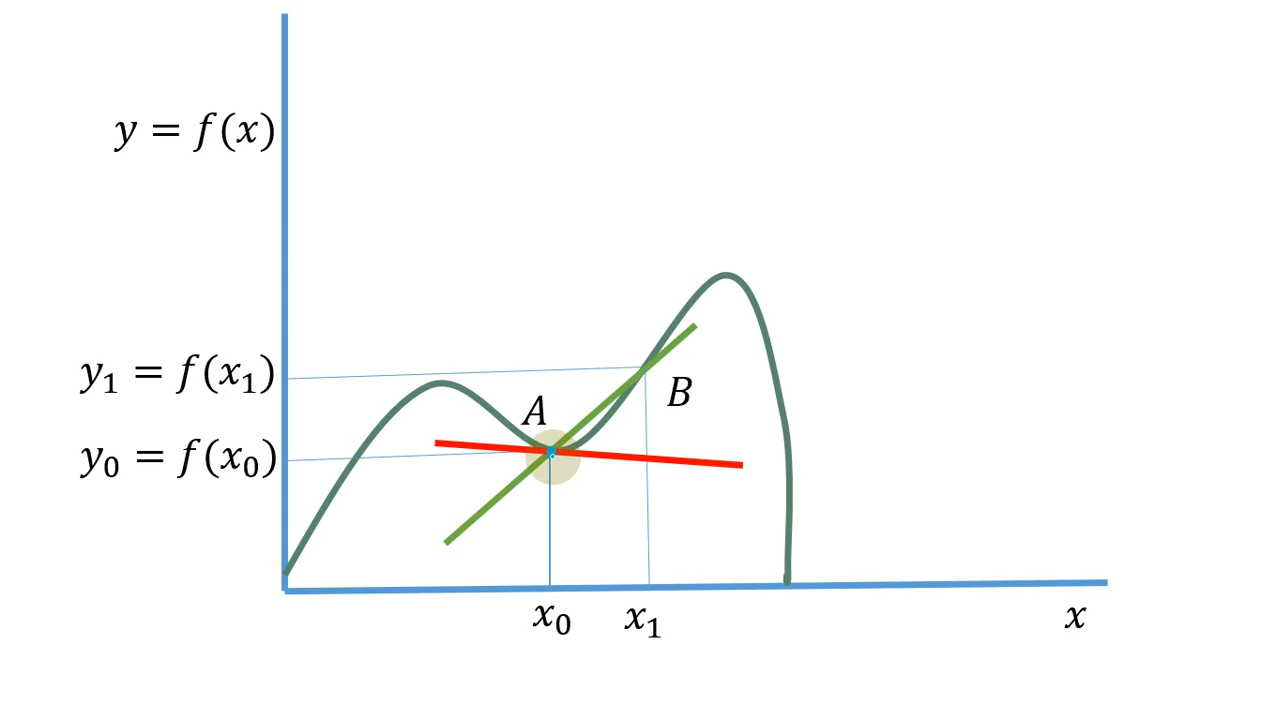 y = f(x)
y₁ = f(x₁)
A
B
y₀ = f(x₀)
x₀
x₁
x